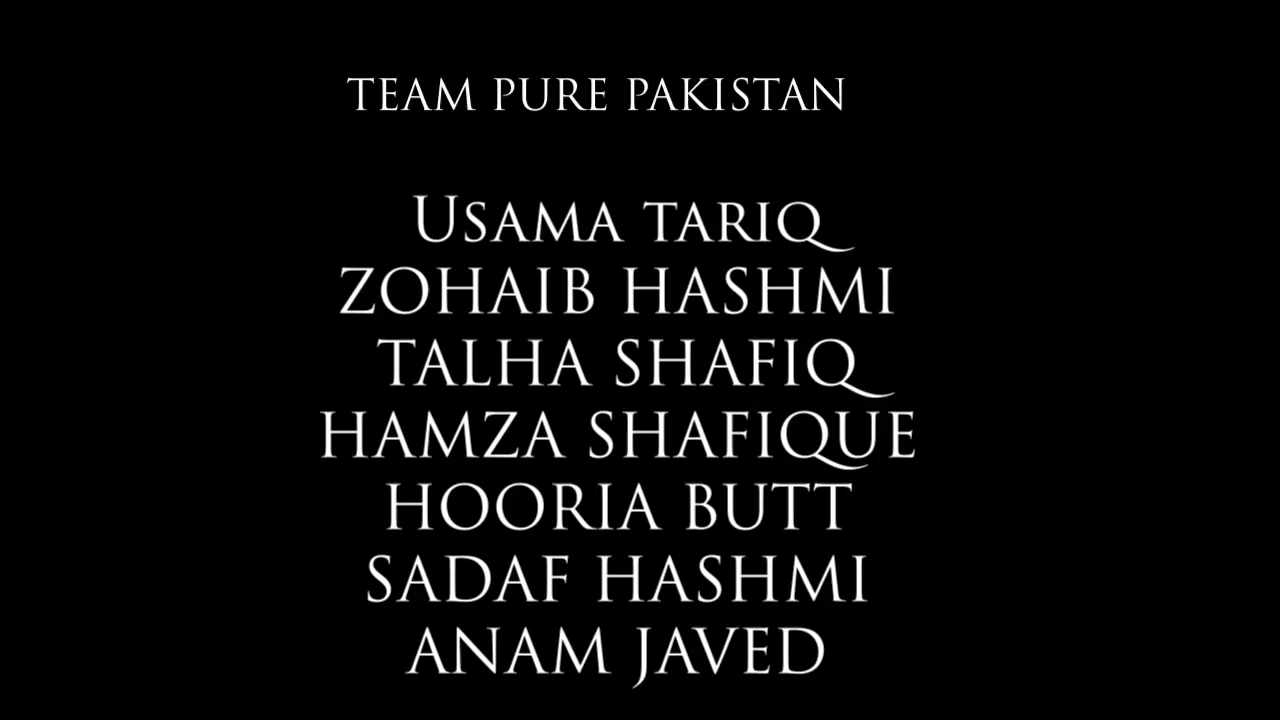 TEAM PURE PAKISTAN
USAMA TARIQ
ZOHAIB HASHMI
TALHA SHAFIQ
HAMZA SHAFIQUE
HOORIA BUTT
SADAF HASHMI
ANAM JAVED